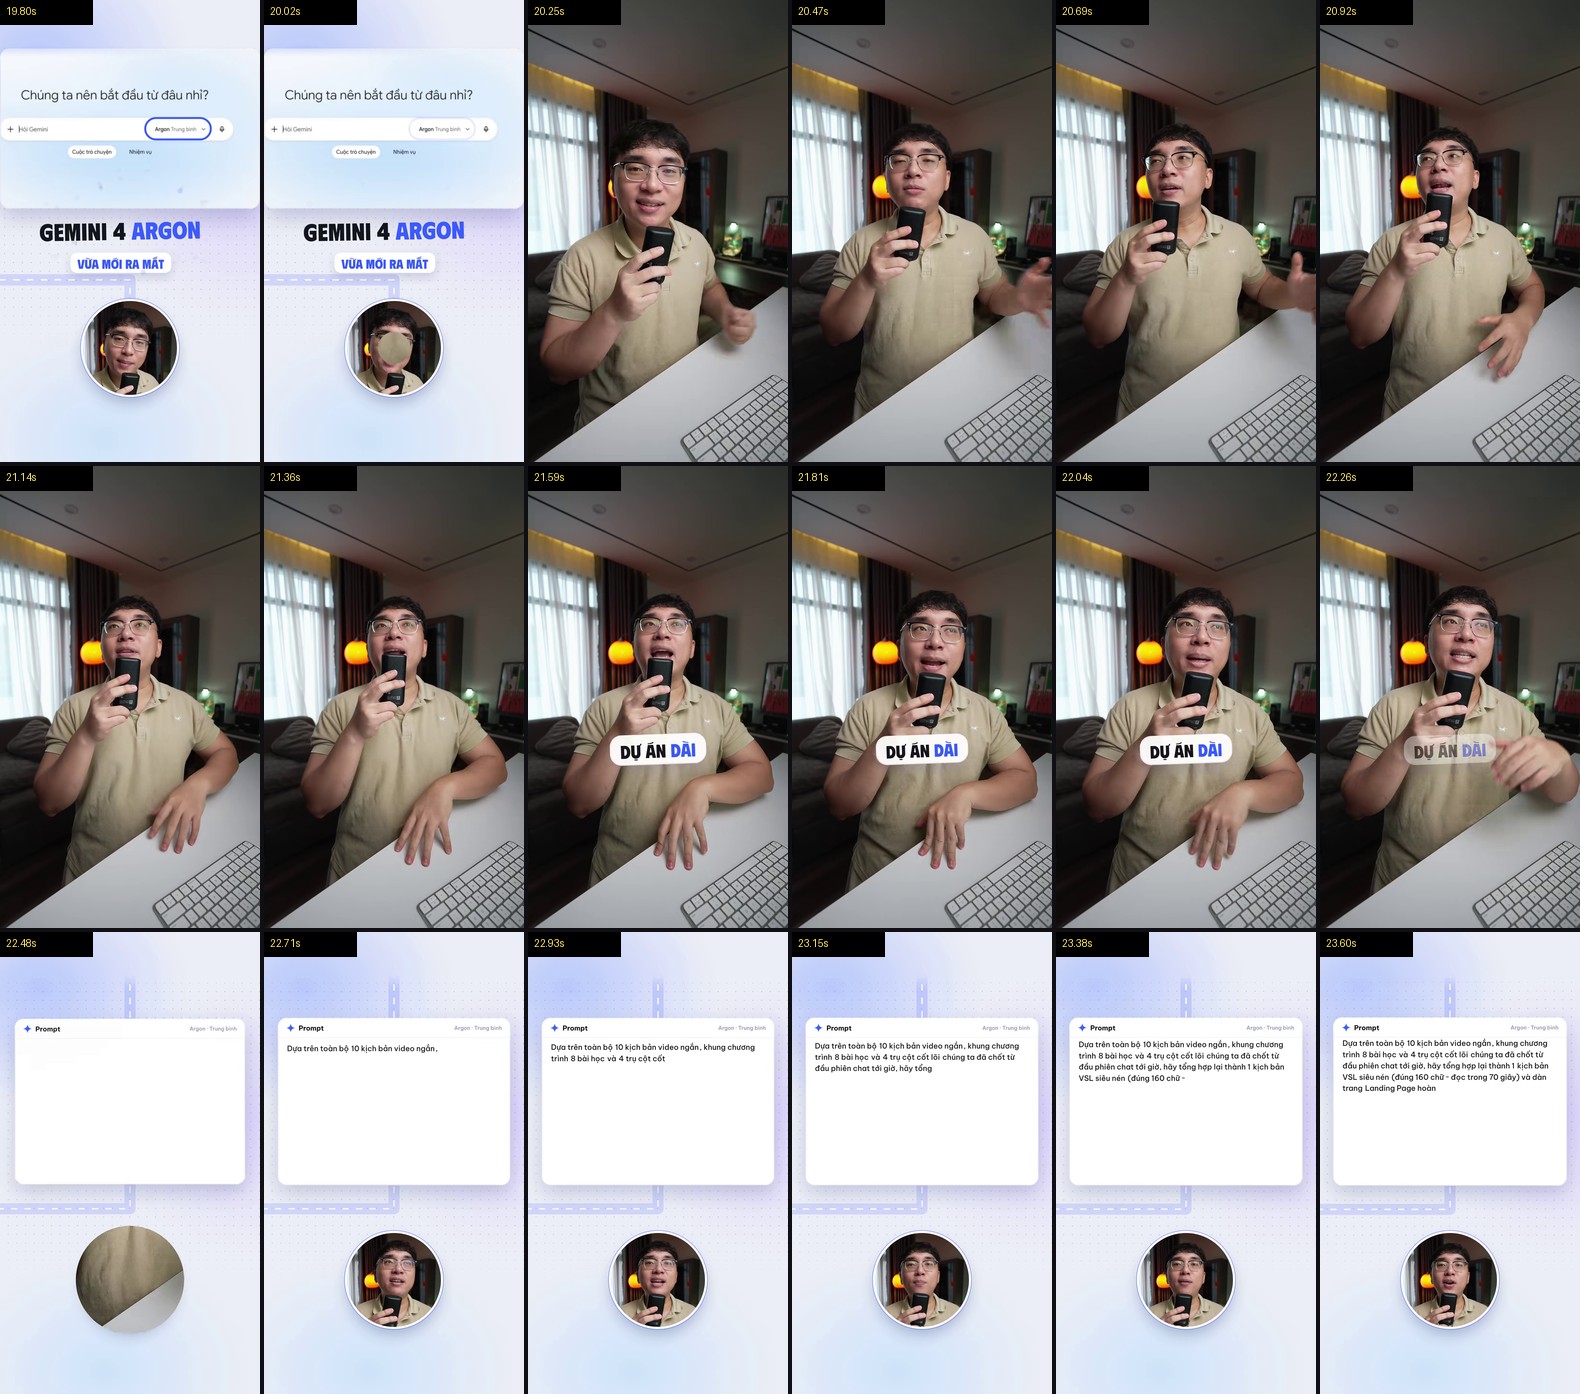 19.80s
Chúng ta nên bắt đầu từ đâu nhỉ?
Hỏi Gemini
Argon Trung bình
Cuộc trò chuyện Nhiệm vụ
GEMINI 4 ARGON
VỪA MỚI RA MẮT
20.02s
Chúng ta nên bắt đầu từ đâu nhỉ?
Hỏi Gemini
Argon Trung bình
Cuộc trò chuyện Nhiệm vụ
GEMINI 4 ARGON
VỪA MỚI RA MẮT
20.25s
20.47s
20.69s
20.92s
21.14s
21.36s
21.59s
DỰ ÁN DÀI
21.81s
DỰ ÁN DÀI
22.04s
DỰ ÁN DÀI
22.26s
DỰ ÁN DÀI
22.48s
Prompt
Argon - Trung bình
22.71s
Prompt
Argon - Trung bình
Dựa trên toàn bộ 10 kịch bản video ngắn,
22.93s
Prompt
Argon - Trung bình
Dựa trên toàn bộ 10 kịch bản video ngắn, khung chương
trình 8 bài học và 4 trụ cột cốt
23.15s
Prompt
Argon - Trung bình
Dựa trên toàn bộ 10 kịch bản video ngắn, khung chương
trình 8 bài học và 4 trụ cột cốt lõi chúng ta đã chốt từ
đầu phiên chat tới giờ, hãy tổng
23.38s
Prompt
Argon - Trung bình
Dựa trên toàn bộ 10 kịch bản video ngắn, khung chương
trình 8 bài học và 4 trụ cột cốt lõi chúng ta đã chốt từ
đầu phiên chat tới giờ, hãy tổng hợp lại thành 1 kịch bản
VSL siêu nén (đúng 160 chữ -
23.60s
Prompt
Argon - Trung bình
Dựa trên toàn bộ 10 kịch bản video ngắn, khung chương
trình 8 bài học và 4 trụ cột cốt lõi chúng ta đã chốt từ
đầu phiên chat tới giờ, hãy tổng hợp lại thành 1 kịch bản
VSL siêu nén (đúng 160 chữ - đọc trong 70 giây) và dàn
trang Landing Page hoàn